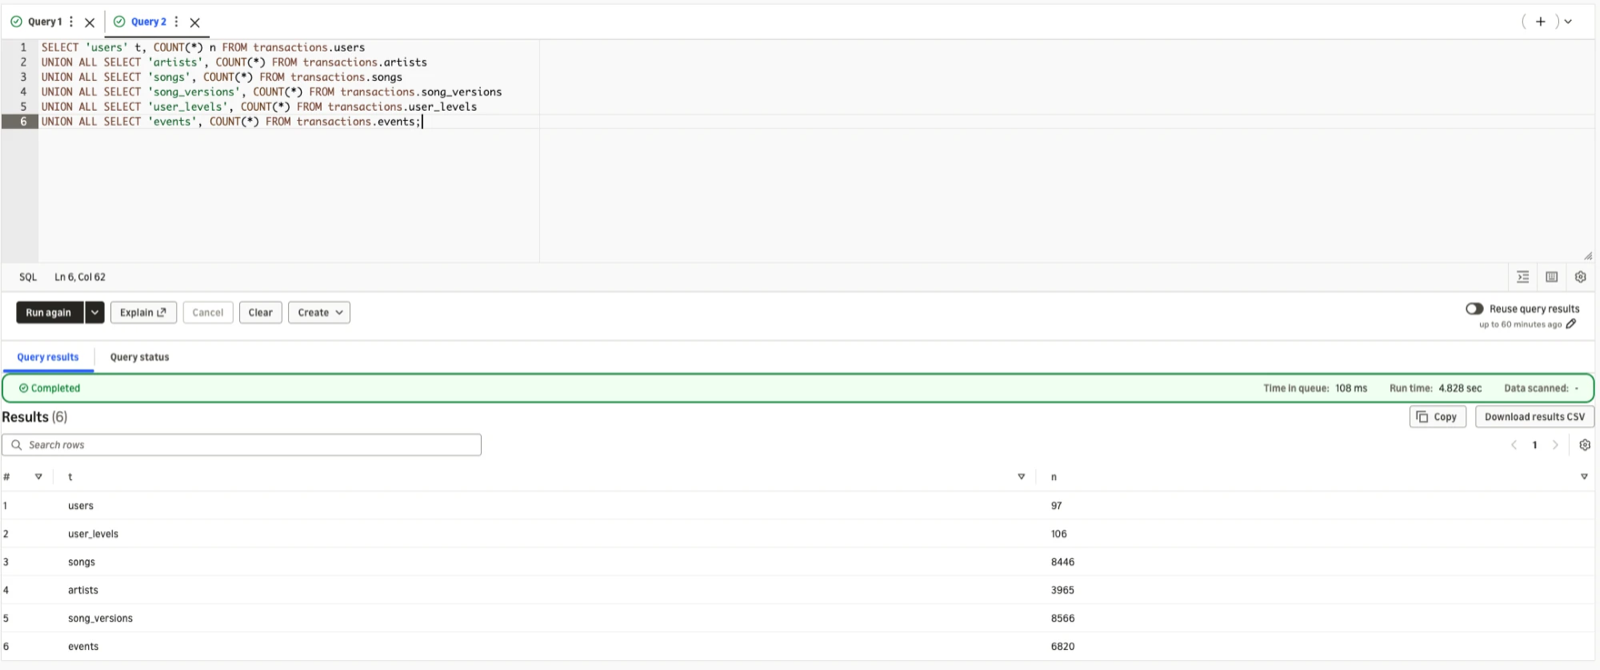 Query 1
Query 2
1 SELECT 'users' t, COUNT(*) n FROM transactions.users
2 UNION ALL SELECT 'artists', COUNT(*) FROM transactions.artists
3 UNION ALL SELECT 'songs', COUNT(*) FROM transactions.songs
4 UNION ALL SELECT 'song_versions', COUNT(*) FROM transactions.song_versions
5 UNION ALL SELECT 'user_levels', COUNT(*) FROM transactions.user_levels
6 UNION ALL SELECT 'events', COUNT(*) FROM transactions.events;
SQL Ln 6, Col 62
Run again Explain Cancel Clear Create
Reuse query results
up to 60 minutes ago
Query results Query status
Completed Time in queue: 108 ms Run time: 4.828 sec Data scanned: -
Results (6) Copy Download results CSV
Search rows 1
# t n
1 users 97
2 user_levels 106
3 songs 8446
4 artists 3965
5 song_versions 8566
6 events 6820